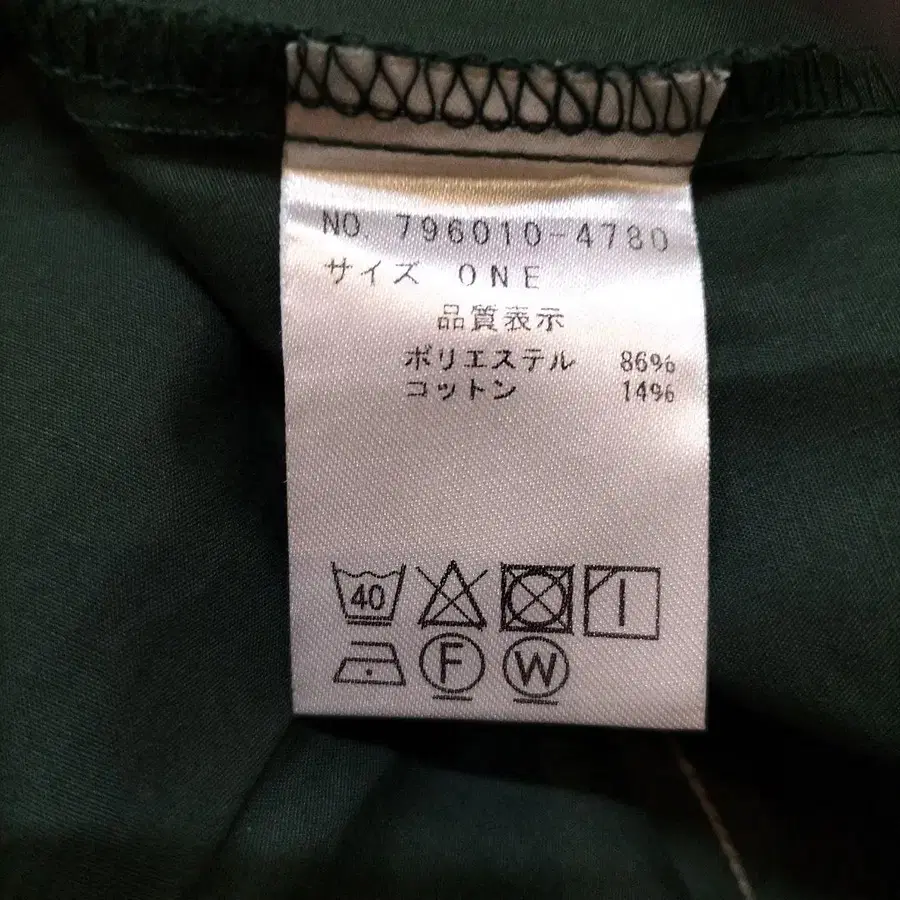 NO. 796010-4780
サイズ ONE
品質表示
ポリエステル 86%
コットン 14%
40
F W